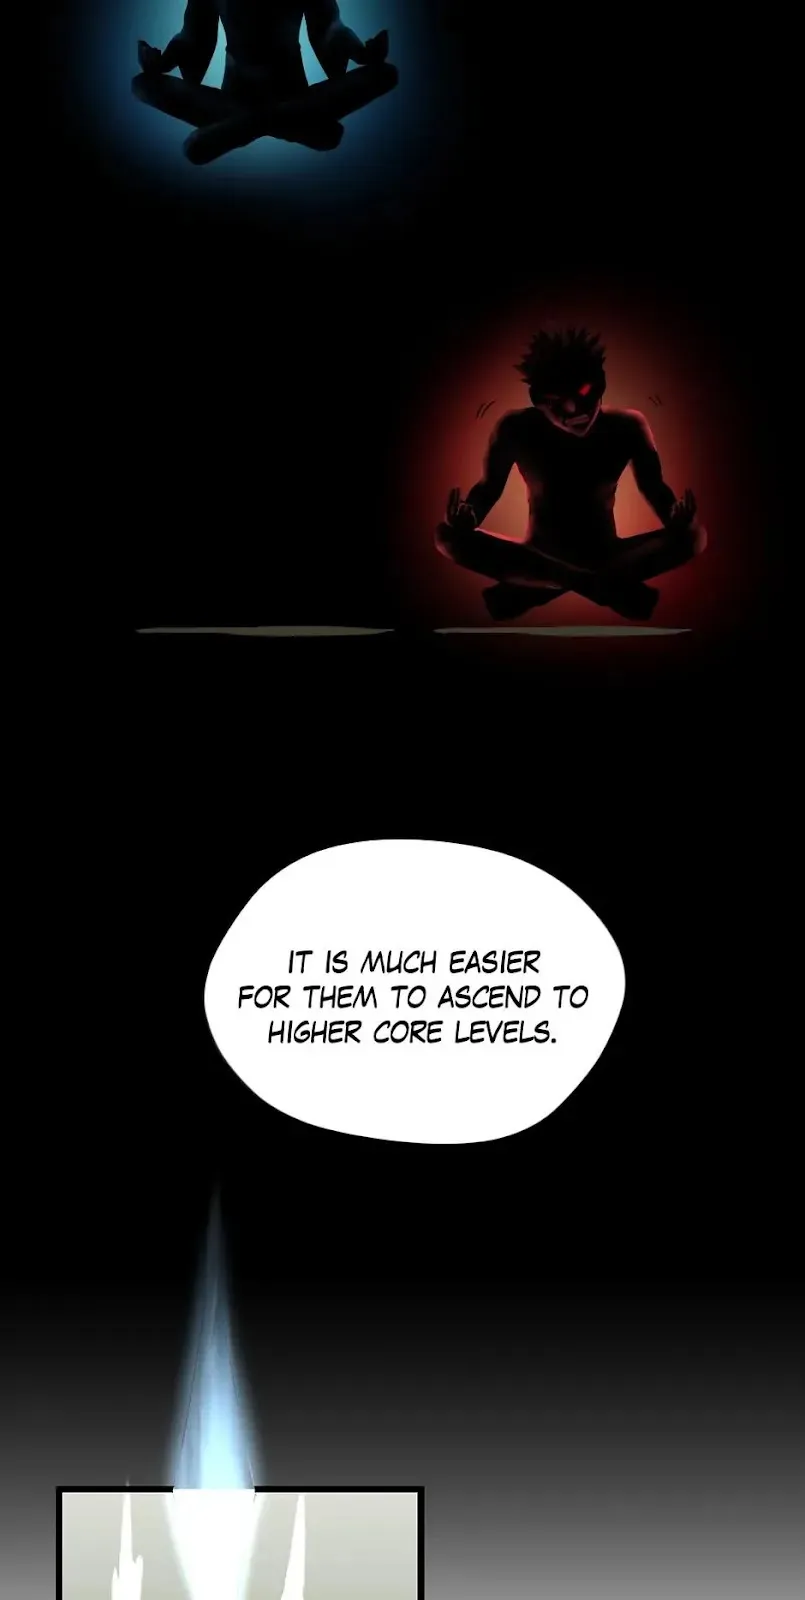 IT IS MUCH EASIER
FOR THEM TO ASCEND TO
HIGHER CORE LEVELS.